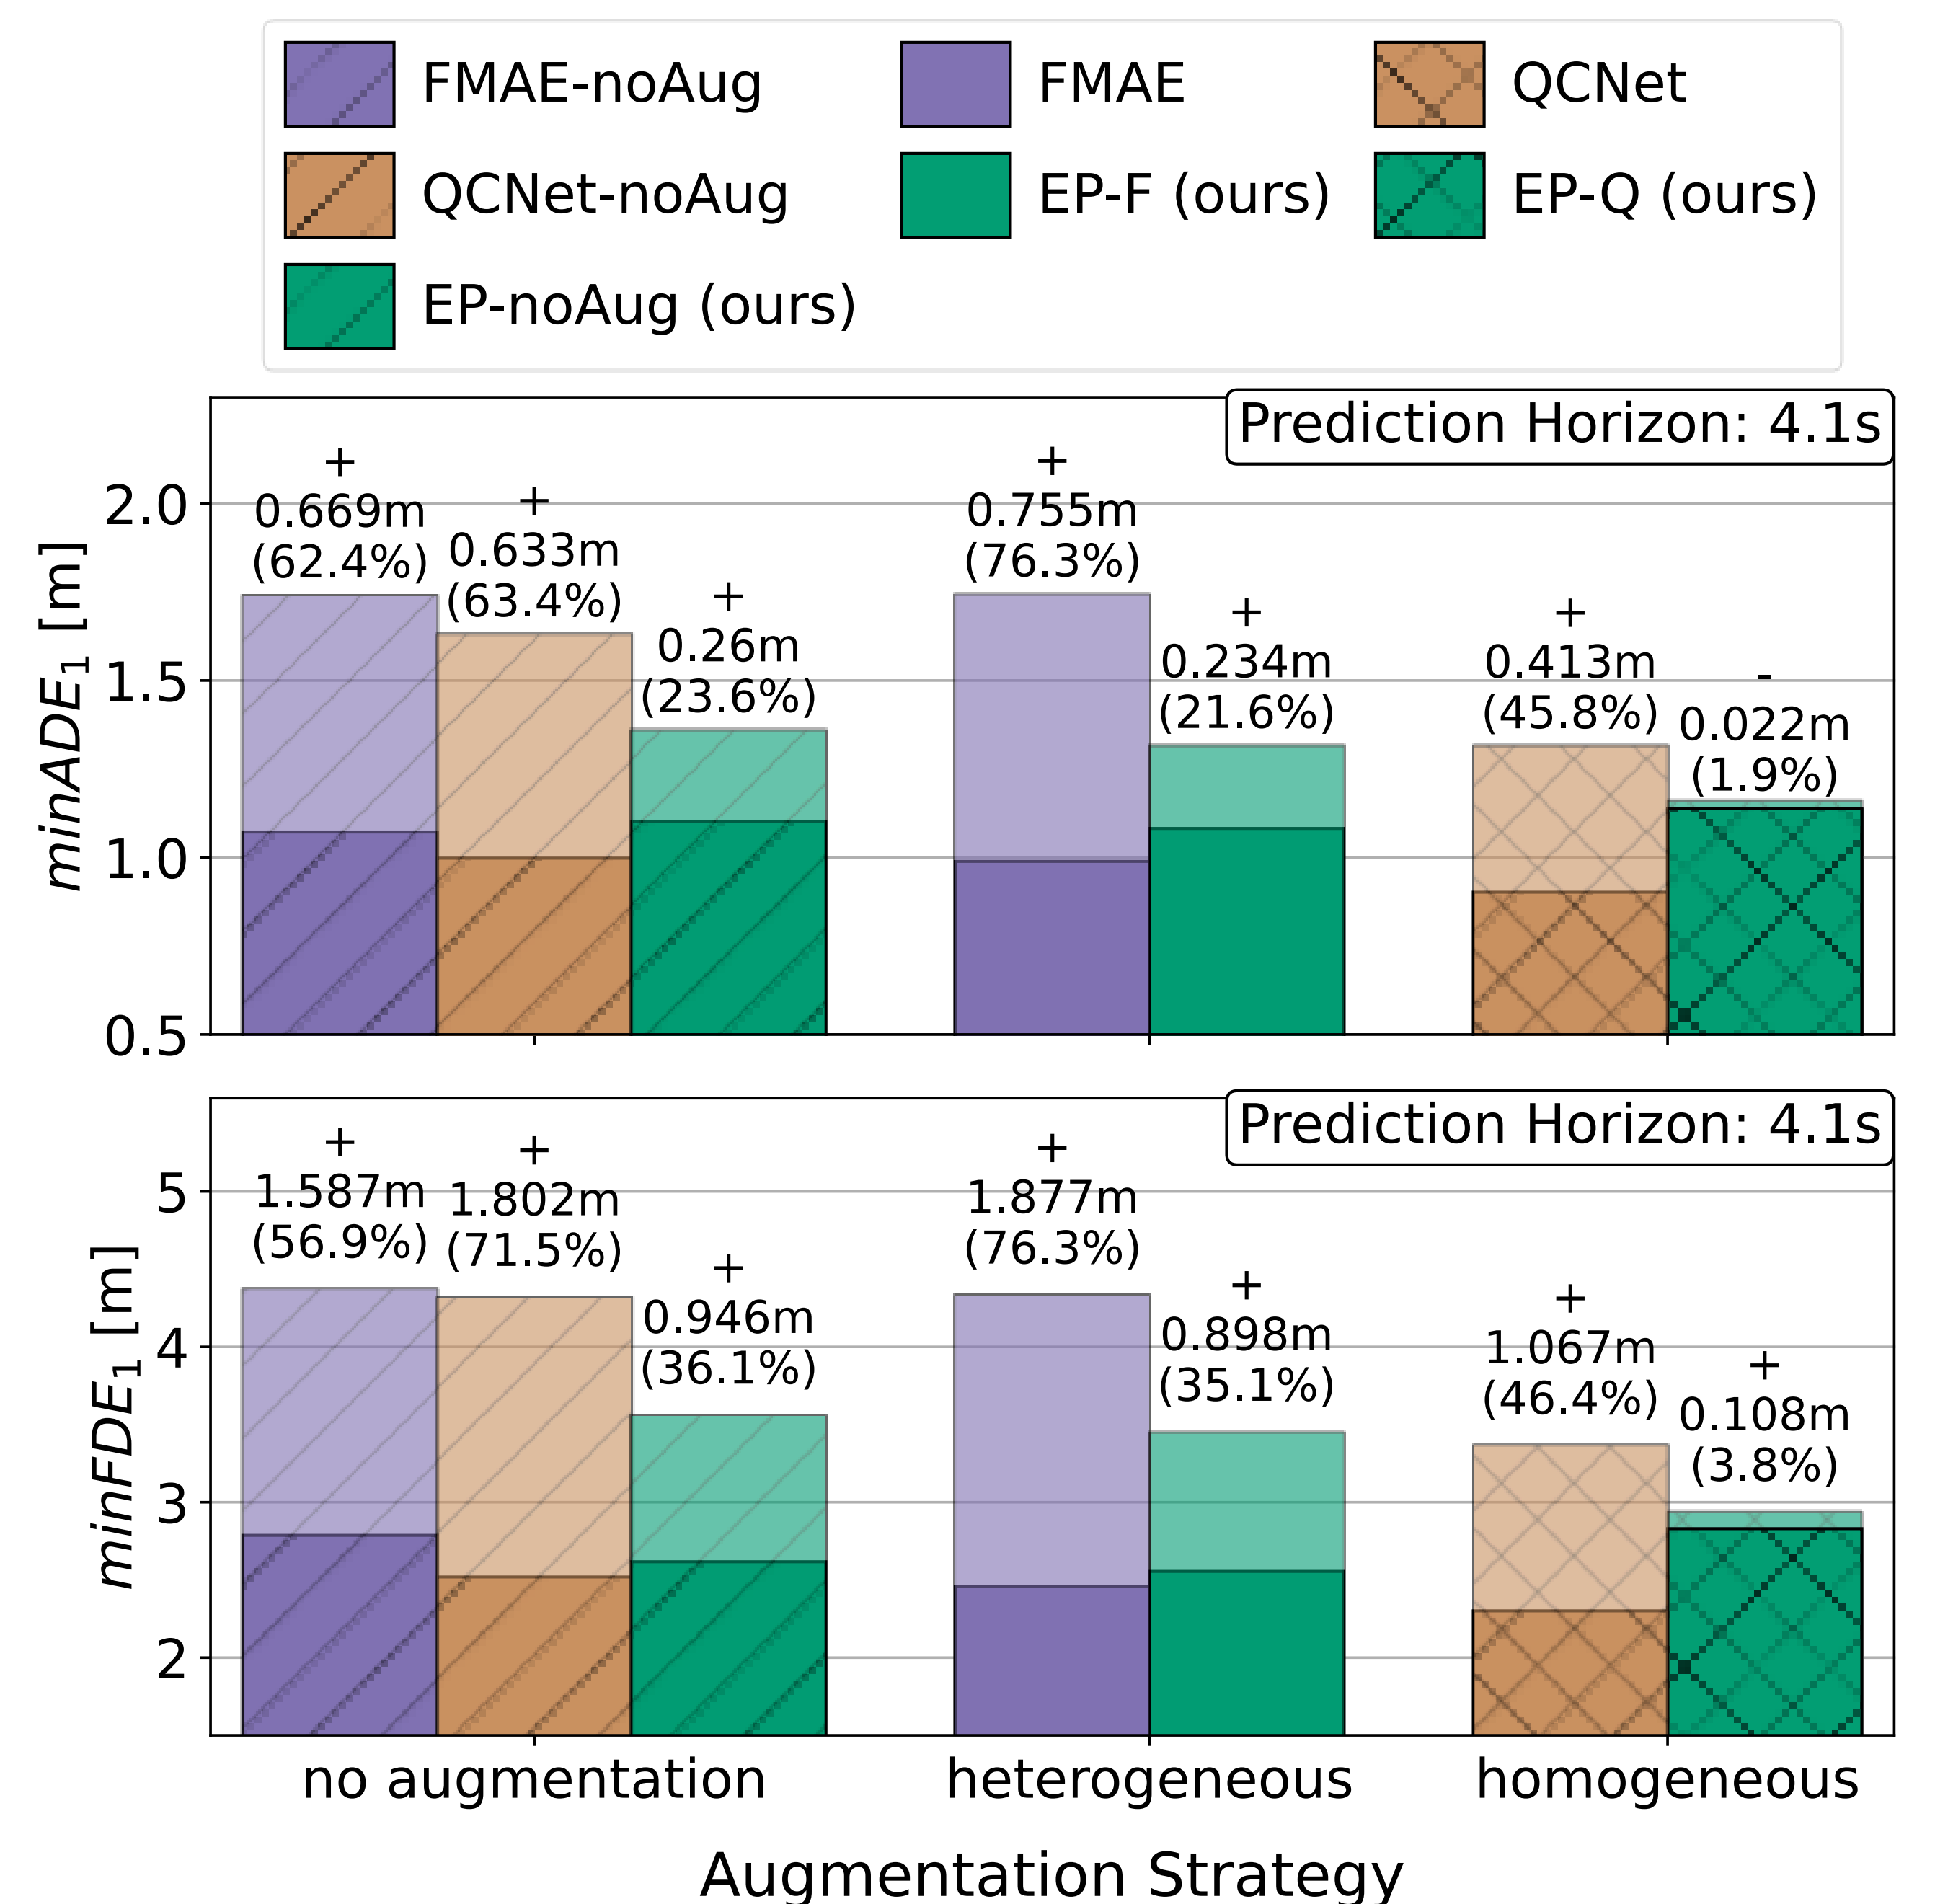 FMAE-noAug
FMAE
QCNet
QCNet-noAug
EP-F (ours)
EP-Q (ours)
EP-noAug (ours)
Prediction Horizon: 4.1s
minADE1 [m]
2.0
1.5
1.0
0.5
+
0.669m
(62.4%)
+
0.633m
(63.4%)
+
0.26m
(23.6%)
+
0.755m
(76.3%)
+
0.234m
(21.6%)
+
0.413m
(45.8%)
-
0.022m
(1.9%)
Prediction Horizon: 4.1s
minFDE1 [m]
5
4
3
2
+
1.587m
(56.9%)
+
1.802m
(71.5%)
+
0.946m
(36.1%)
+
1.877m
(76.3%)
+
0.898m
(35.1%)
+
1.067m
(46.4%)
+
0.108m
(3.8%)
no augmentation
heterogeneous
homogeneous
Augmentation Strategy